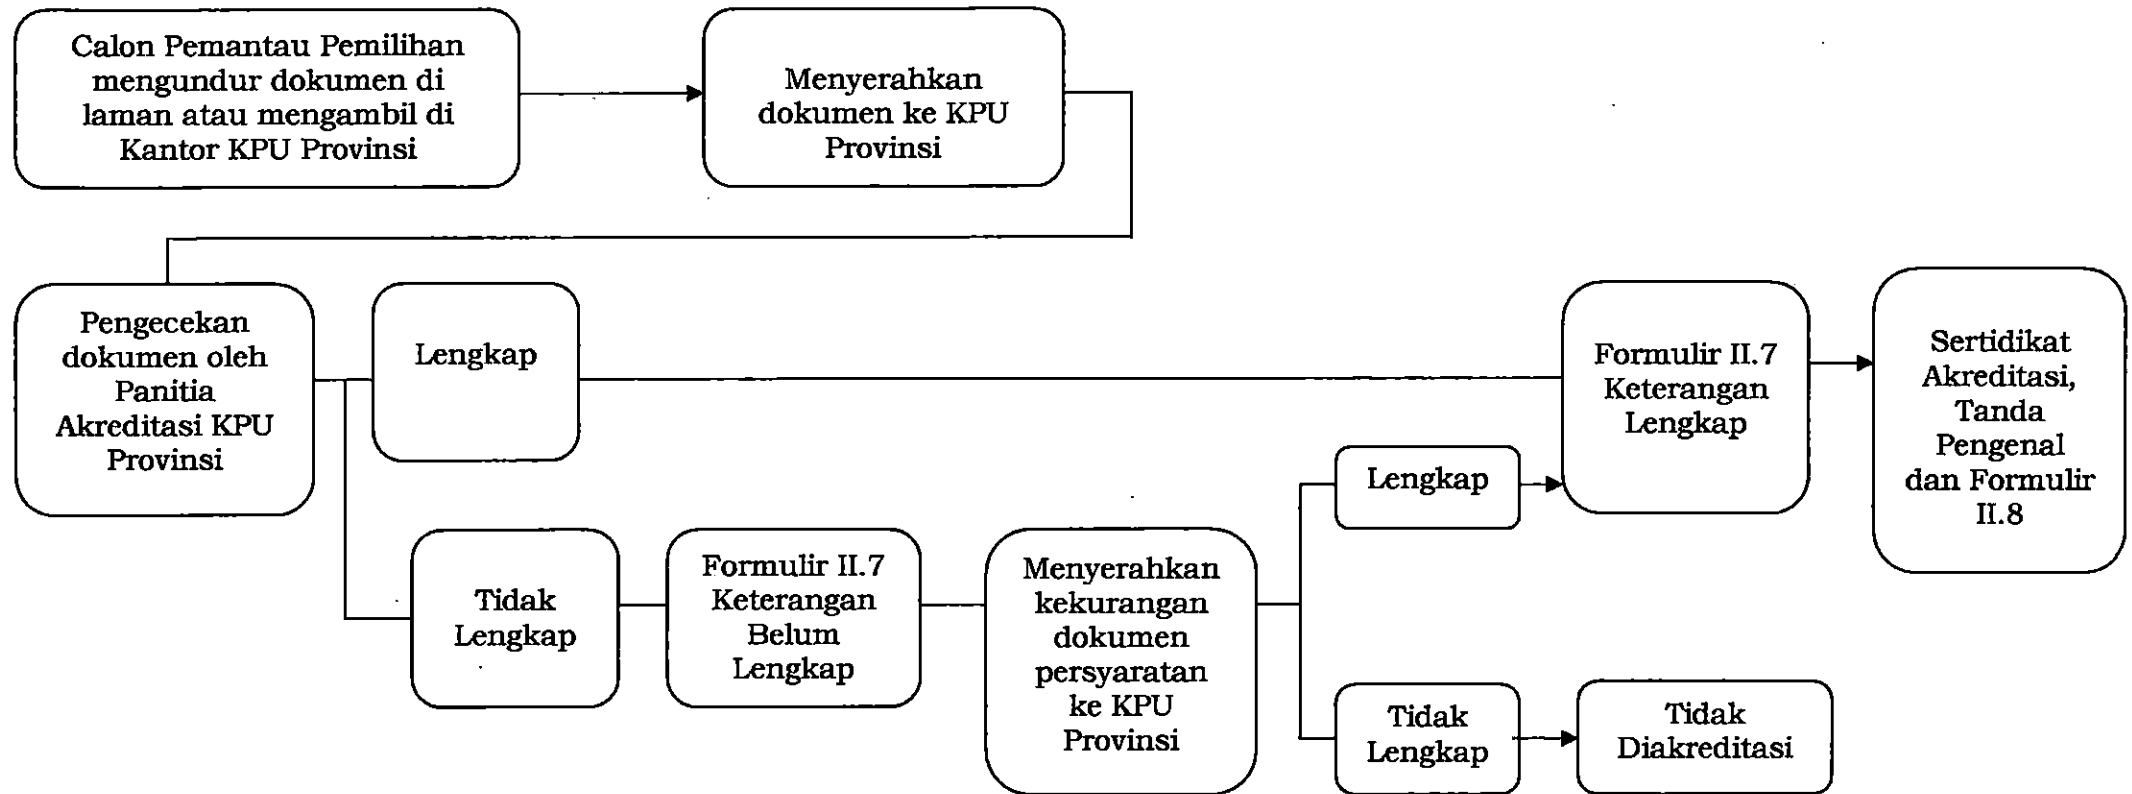 Calon Pemantau Pemilihan
mengundur dokumen di
laman atau mengambil di
Kantor KPU Provinsi
Menyerahkan
dokumen ke KPU
Provinsi
Pengecekan
dokumen oleh
Panitia
Akreditasi KPU
Provinsi
Lengkap
Formulir II.7
Keterangan
Lengkap
Sertidikat
Akreditasi,
Tanda
Pengenal
dan Formulir
II.8
Tidak
Lengkap
Formulir II.7
Keterangan
Belum
Lengkap
Menyerahkan
kekurangan
dokumen
persyaratan
ke KPU
Provinsi
Lengkap
Tidak
Lengkap
Tidak
Diakreditasi